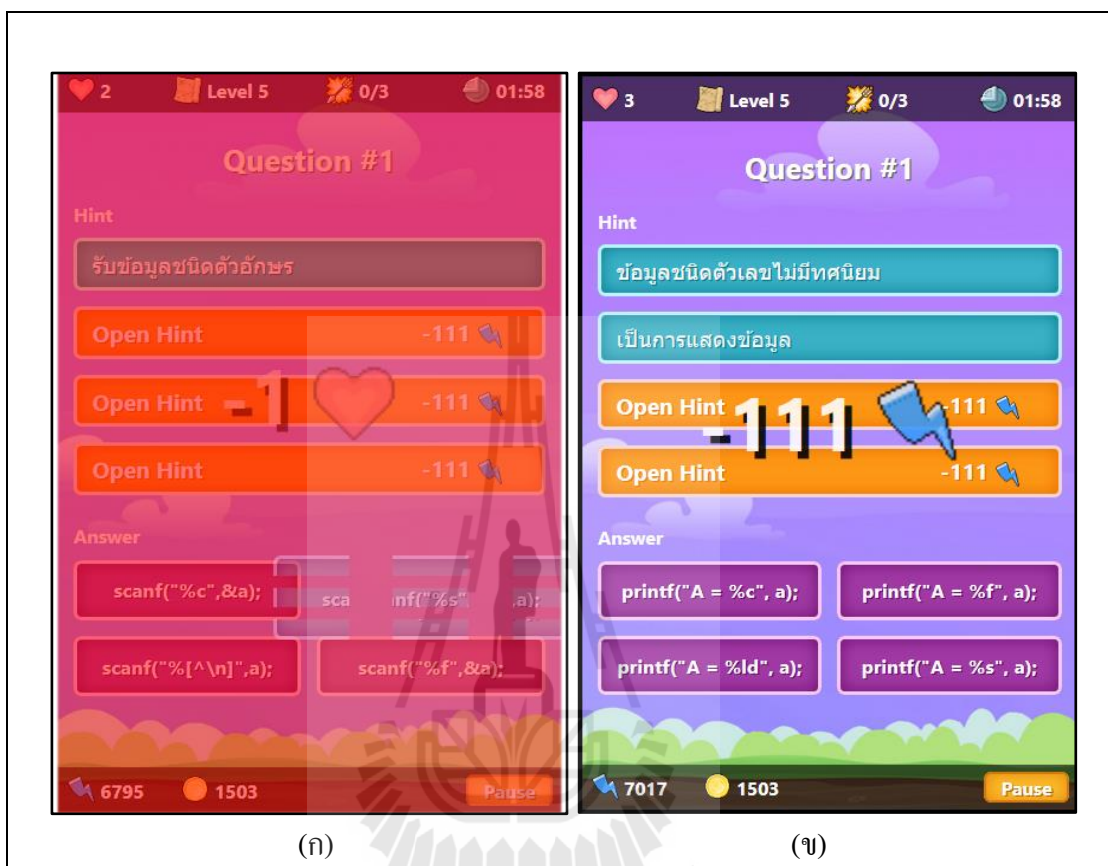 2 Level 5 0/3 01:58
Question #1
Hint
รับข้อมูลชนิดตัวอักษร
Open Hint -111
Open Hint -111
-1
Open Hint -111
Answer
scanf("%c",&a);
scanf("%[^\n]",a); scanf("%f",&a);
6795 1503 Pause
(ก)
3 Level 5 0/3 01:58
Question #1
Hint
ข้อมูลชนิดตัวเลขไม่มีทศนิยม
เป็นการแสดงข้อมูล
Open Hint -111
-111
Open Hint -111
Answer
printf("A = %c", a); printf("A = %f", a);
printf("A = %ld", a); printf("A = %s", a);
7017 1503 Pause
(ข)